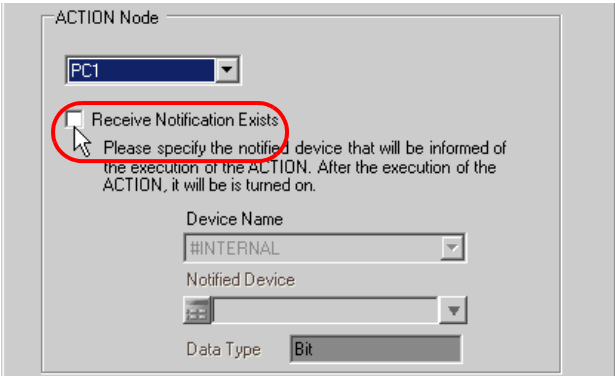 ACTION Node
PC1
Receive Notification Exists
Please specify the notified device that will be informed of
the execution of the ACTION. After the execution of the
ACTION, it will be is turned on.
Device Name
#INTERNAL
Notified Device
Data Type Bit